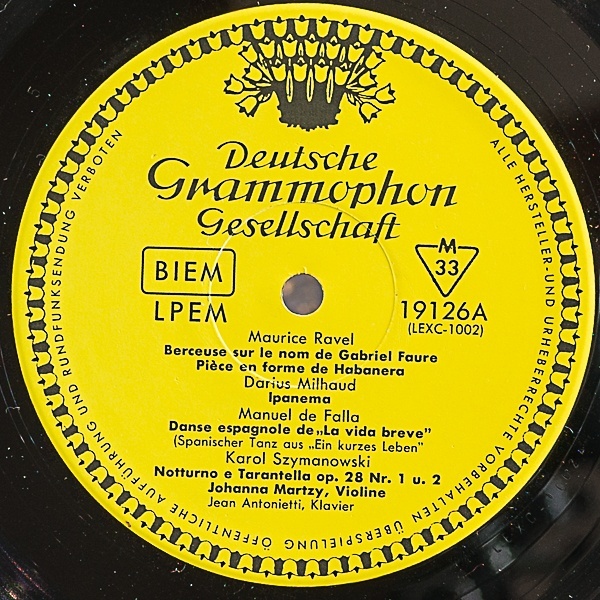 Deutsche
Grammophon
Gesellschaft
BIEM
LPEM
M
33
19126A
(LEXC-1002)
Maurice Ravel
Berceuse sur le nom de Gabriel Faure
Pièce en forme de Habanera
Darius Milhaud
Ipanema
Manuel de Falla
Danse espagnole de „La vida breve"
(Spanischer Tanz aus „Ein kurzes Leben"
Karol Szymanowski
Notturno e Tarantella op. 28 Nr. 1 u. 2
Johanna Martzy, Violine
Jean Antonietti, Klavier
ALLE HERSTELLER- UND URHEBERRECHTE VORBEHALTEN ÜBERSPIELUNG ÖFFENTLICHE AUFFÜHRUNG UND RUNDFUNKSENDUNG VERBOTEN